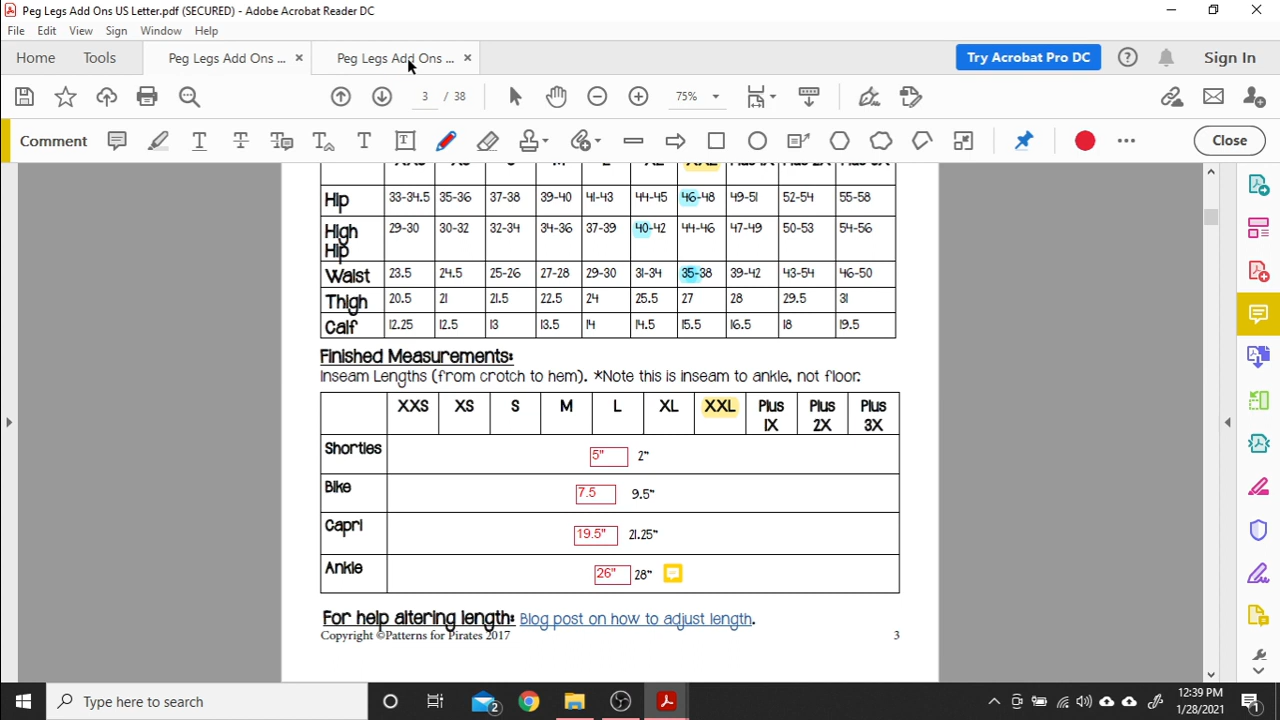 Peg Legs Add Ons US Letter.pdf (SECURED) - Adobe Acrobat Reader DC
File Edit View Sign Window Help
Home Tools Peg Legs Add Ons ... × Peg Legs Add Ons ... × Try Acrobat Pro DC Sign In
3 / 38 75%
Comment Close
XXL
Hip 33-34.5 35-36 37-38 39-40 41-43 44-45 46-48 49-51 52-54 55-58
High Hip 29-30 30-32 32-34 34-36 37-39 40-42 44-46 47-49 50-53 54-56
Waist 23.5 24.5 25-26 27-28 29-30 31-34 35-38 39-42 43-54 46-50
Thigh 20.5 21 21.5 22.5 24 25.5 27 28 29.5 31
Calf 12.25 12.5 13 13.5 14 14.5 15.5 16.5 18 19.5
Finished Measurements:
Inseam Lengths (from crotch to hem). *Note this is inseam to ankle, not floor.
XXS XS S M L XL XXL Plus 1X Plus 2X Plus 3X
Shorties 5" 2"
Bike 7.5 9.5"
Capri 19.5" 21.25"
Ankle 26" 28"
For help altering length: Blog post on how to adjust length.
Copyright ©Patterns for Pirates 2017 3
Type here to search 2 12:39 PM
1/28/2021 1